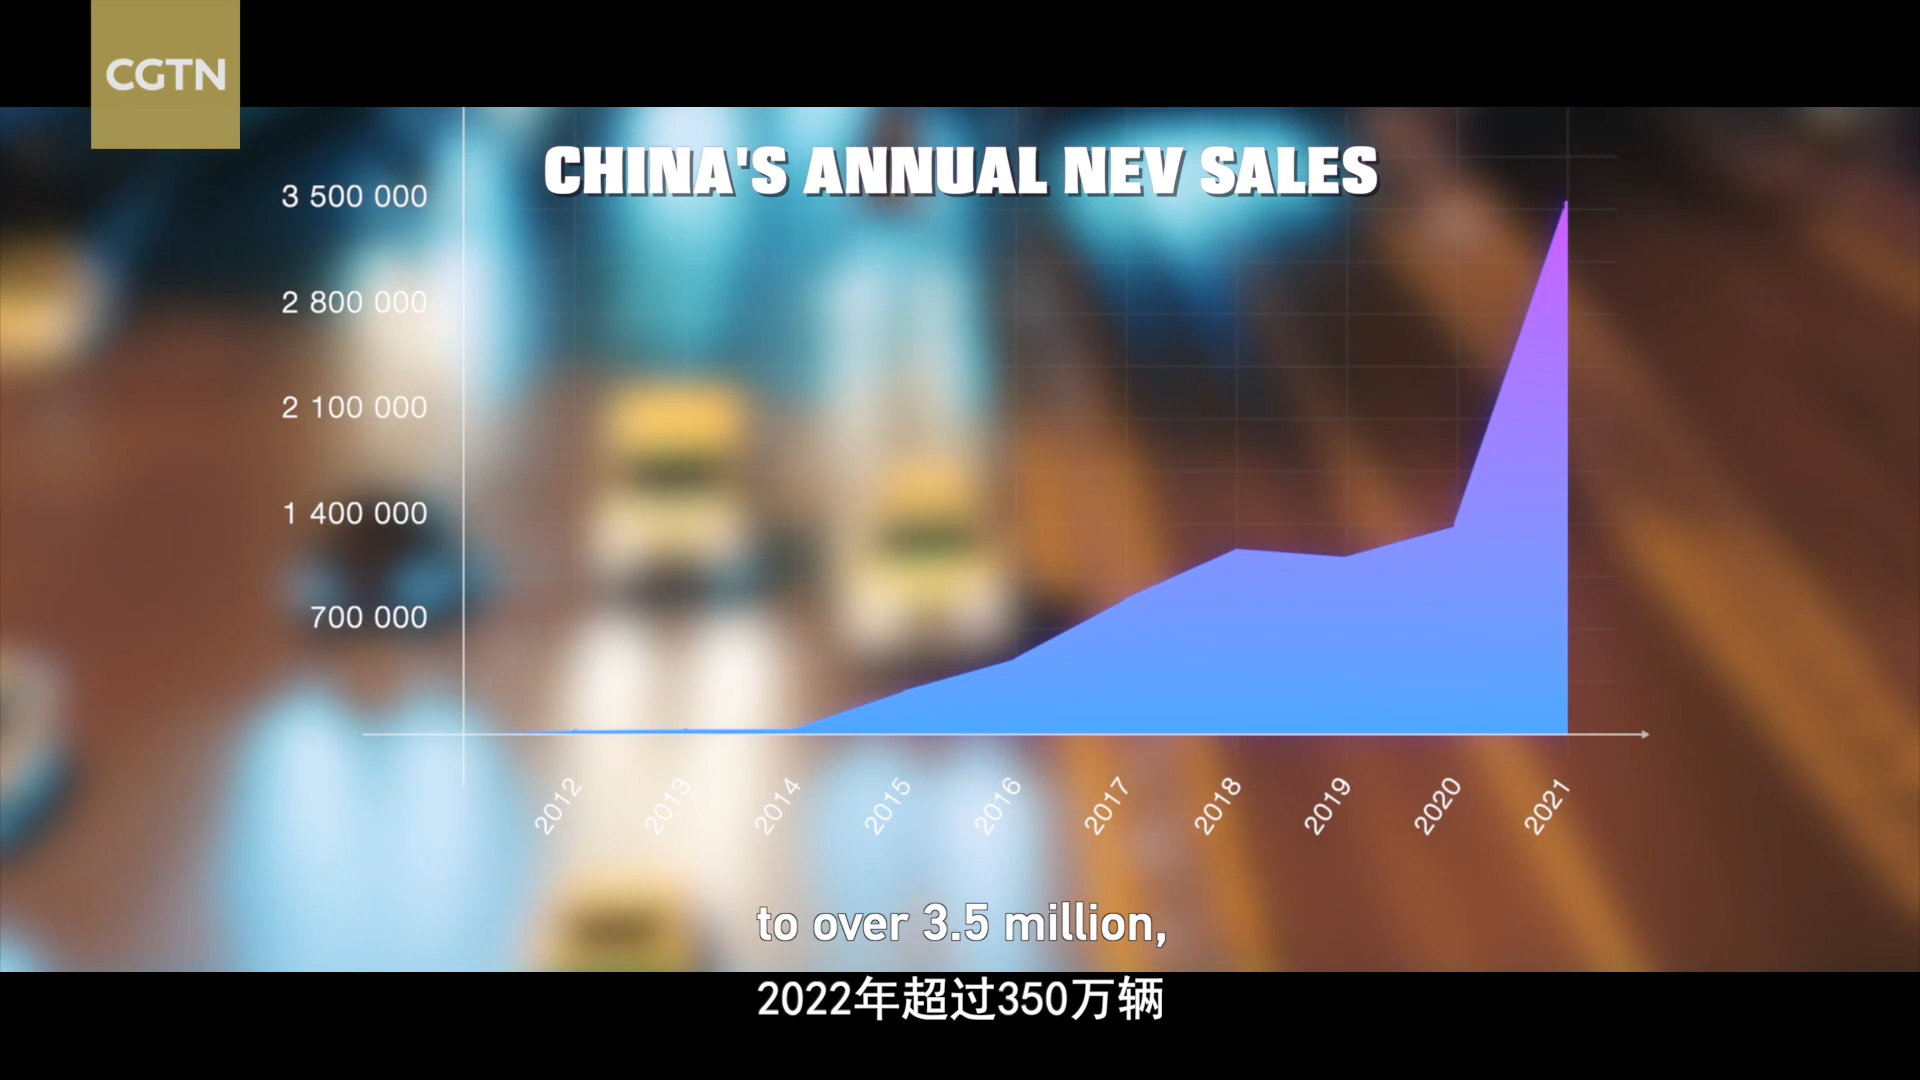 CGTN
CHINA'S ANNUAL NEV SALES
3 500 000
2 800 000
2 100 000
1 400 000
700 000
2012
2013
2014
2015
2016
2017
2018
2019
2020
2021
to over 3.5 million,
2022年超过350万辆